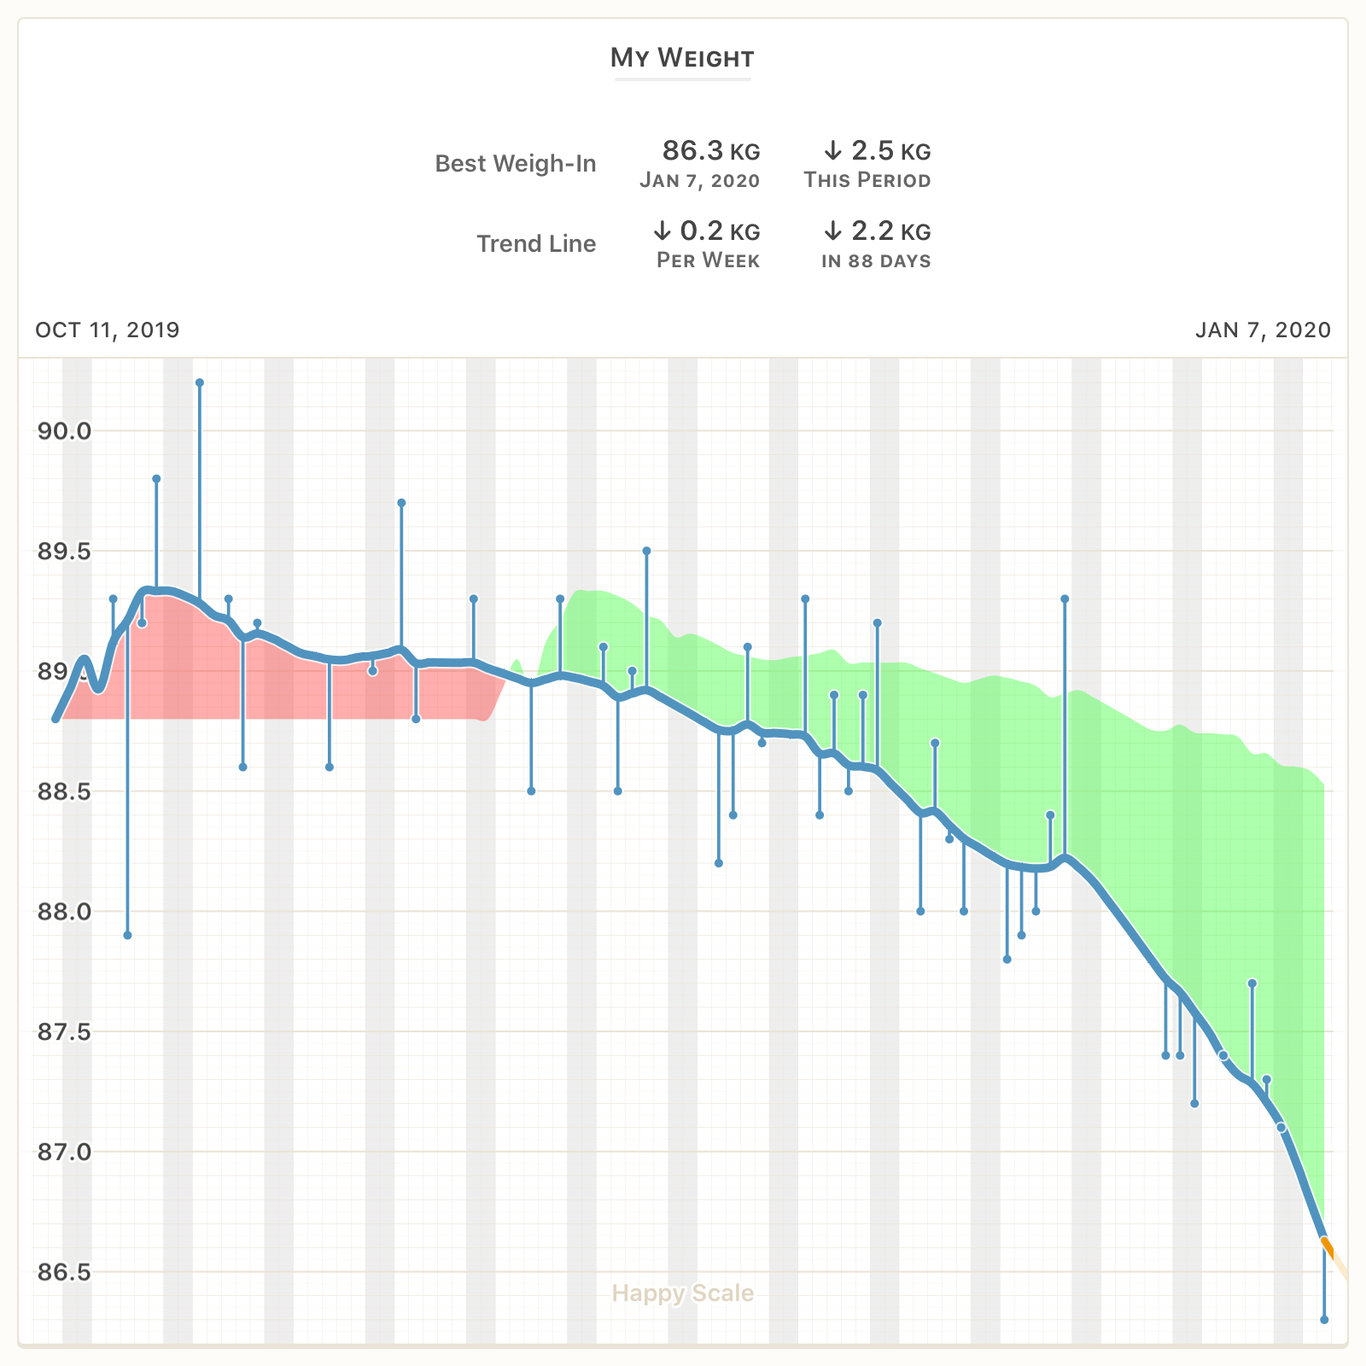 My Weight
Best Weigh-In 86.3 KG ↓ 2.5 KG
Jan 7, 2020 This Period
Trend Line ↓ 0.2 KG ↓ 2.2 KG
Per Week in 88 days
OCT 11, 2019 JAN 7, 2020
90.0
89.5
89.0
88.5
88.0
87.5
87.0
86.5
Happy Scale